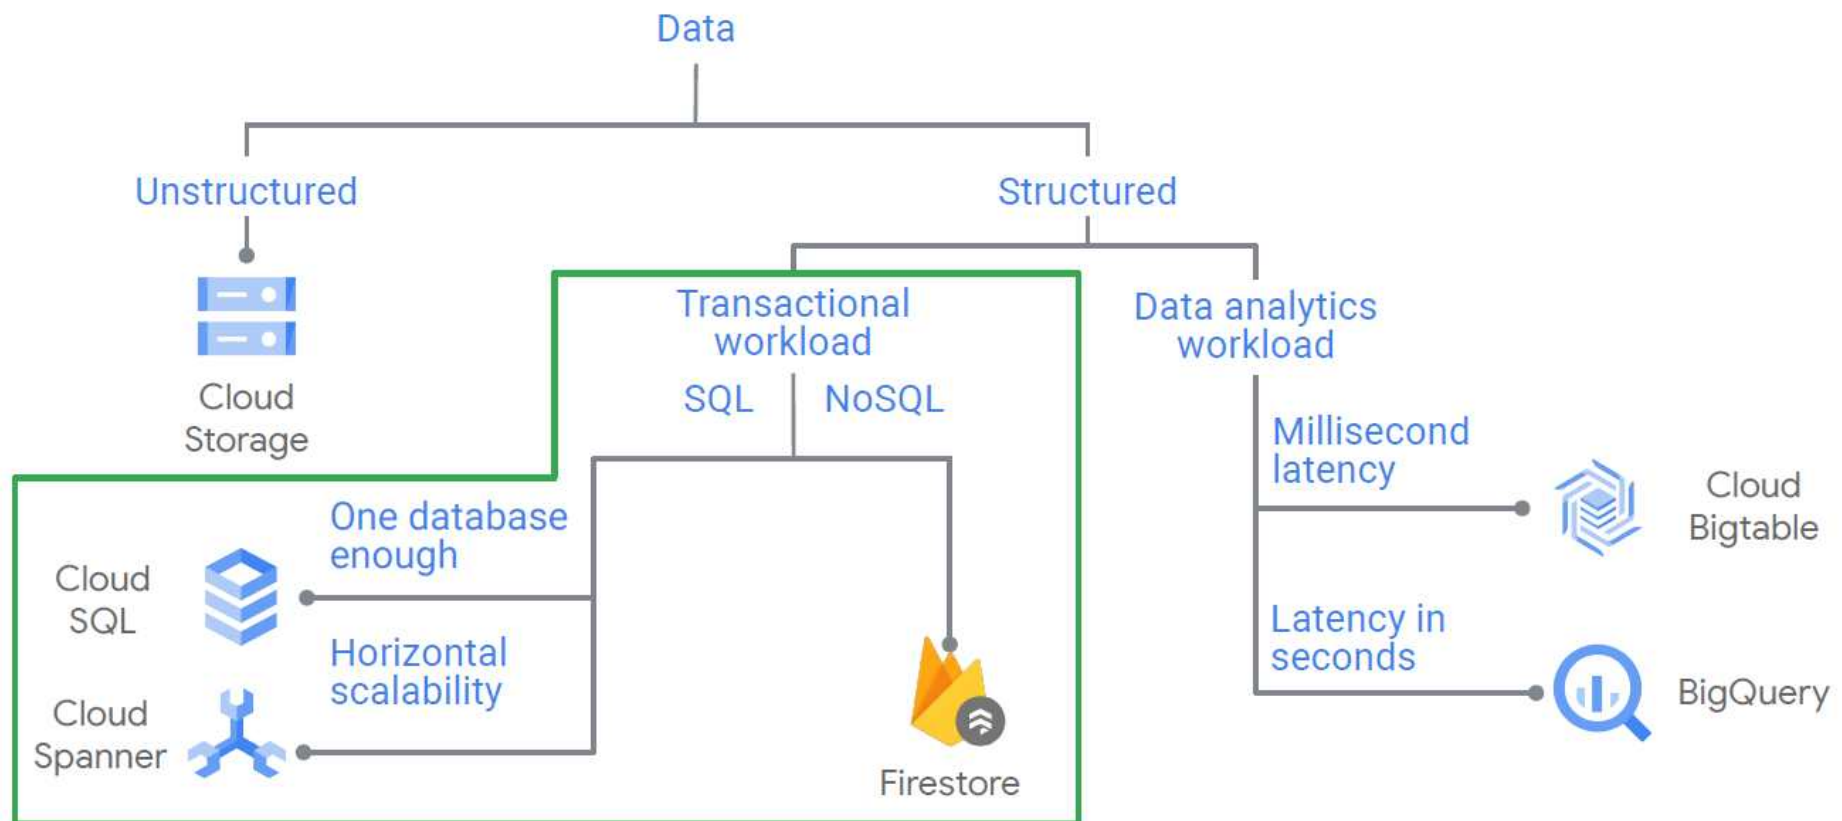 Data
Unstructured
Structured
Cloud
Storage
Transactional
workload
SQL
NoSQL
Data analytics
workload
One database
enough
Cloud
SQL
Horizontal
scalability
Cloud
Spanner
Firestore
Millisecond
latency
Cloud
Bigtable
Latency in
seconds
BigQuery